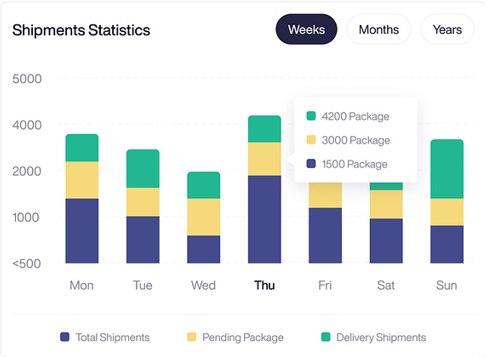 Shipments Statistics
Weeks Months Years
5000
4000
2000
1000
<500
4200 Package
3000 Package
1500 Package
Mon Tue Wed Thu Fri Sat Sun
Total Shipments Pending Package Delivery Shipments